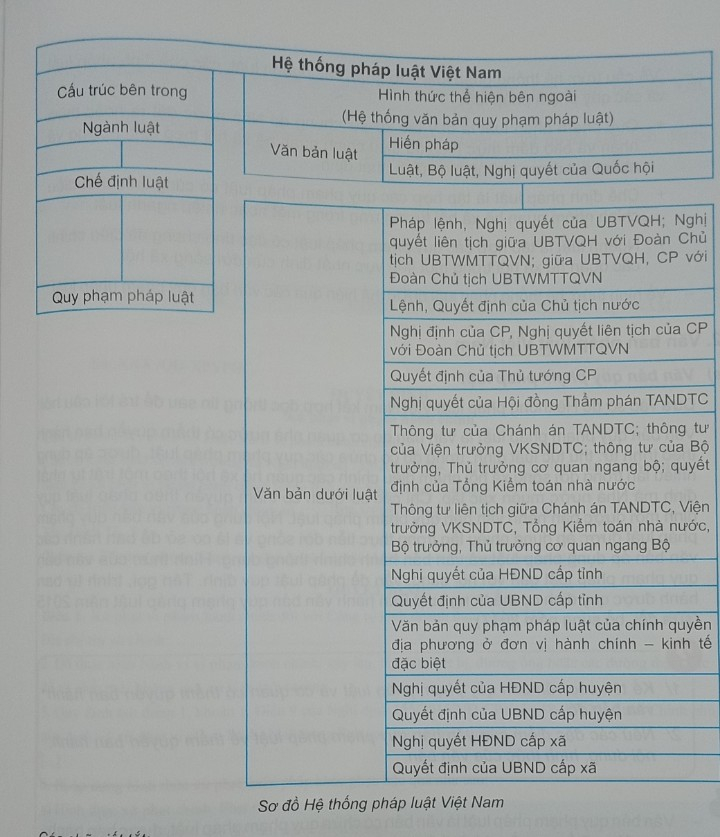 Hệ thống pháp luật Việt Nam
Cấu trúc bên trong
Hình thức thể hiện bên ngoài
(Hệ thống văn bản quy phạm pháp luật)
Ngành luật
Chế định luật
Quy phạm pháp luật
Văn bản luật
Hiến pháp
Luật, Bộ luật, Nghị quyết của Quốc hội
Văn bản dưới luật
Pháp lệnh, Nghị quyết của UBTVQH; Nghị
quyết liên tịch giữa UBTVQH với Đoàn Chủ
tịch UBTWMTTQVN; giữa UBTVQH, CP với
Đoàn Chủ tịch UBTWMTTQVN
Lệnh, Quyết định của Chủ tịch nước
Nghị định của CP, Nghị quyết liên tịch của CP
với Đoàn Chủ tịch UBTWMTTQVN
Quyết định của Thủ tướng CP
Nghị quyết của Hội đồng Thẩm phán TANDTC
Thông tư của Chánh án TANDTC; thông tư
của Viện trưởng VKSNDTC; thông tư của Bộ
trưởng, Thủ trưởng cơ quan ngang bộ; quyết
định của Tổng Kiểm toán nhà nước
Thông tư liên tịch giữa Chánh án TANDTC, Viện
trưởng VKSNDTC, Tổng Kiểm toán nhà nước,
Bộ trưởng, Thủ trưởng cơ quan ngang Bộ
Nghị quyết của HĐND cấp tỉnh
Quyết định của UBND cấp tỉnh
Văn bản quy phạm pháp luật của chính quyền
địa phương ở đơn vị hành chính – kinh tế
đặc biệt
Nghị quyết của HĐND cấp huyện
Quyết định của UBND cấp huyện
Nghị quyết HĐND cấp xã
Quyết định của UBND cấp xã
Sơ đồ Hệ thống pháp luật Việt Nam